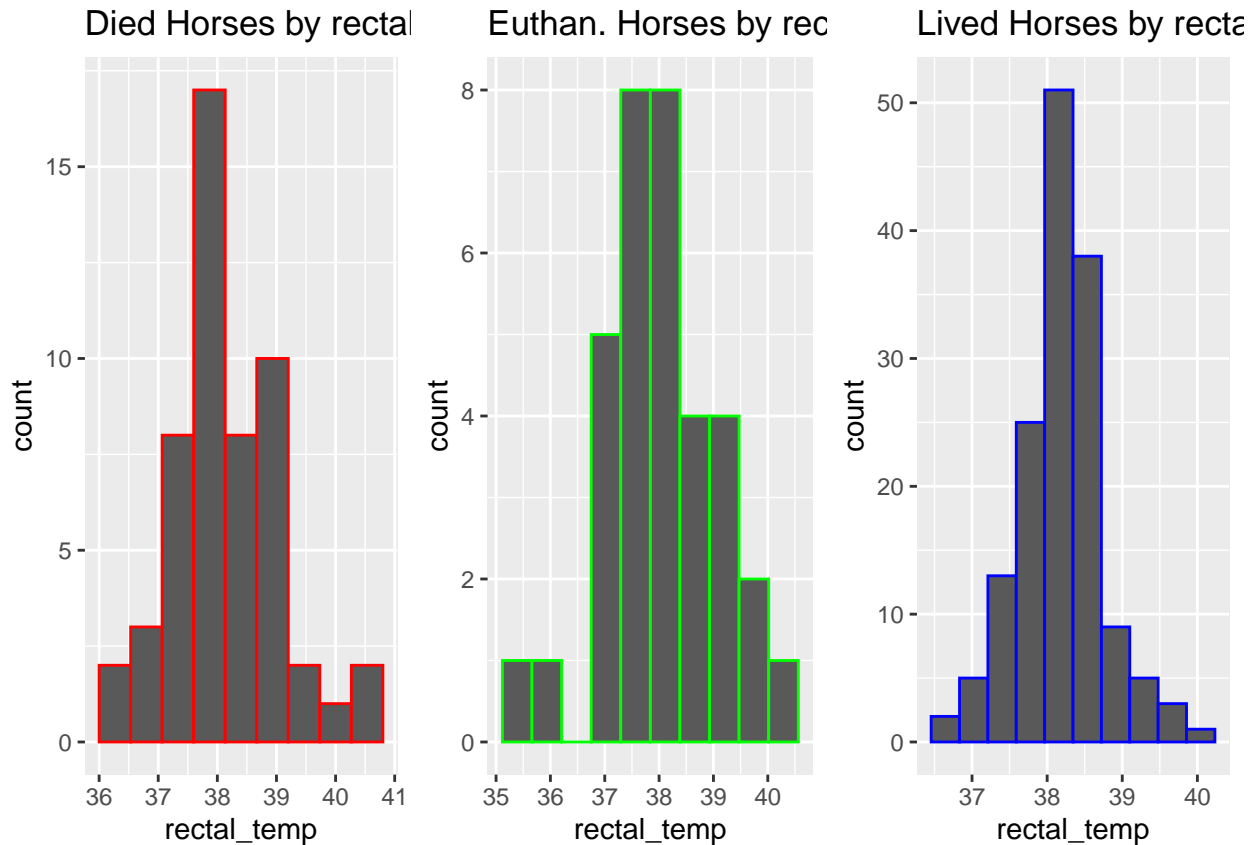 Died Horses by rectal
Euthan. Horses by rec
Lived Horses by recta
15
10
5
0
count
36 37 38 39 40 41
rectal_temp
8
6
4
2
0
count
35 36 37 38 39 40
rectal_temp
50
40
30
20
10
0
count
37 38 39 40
rectal_temp